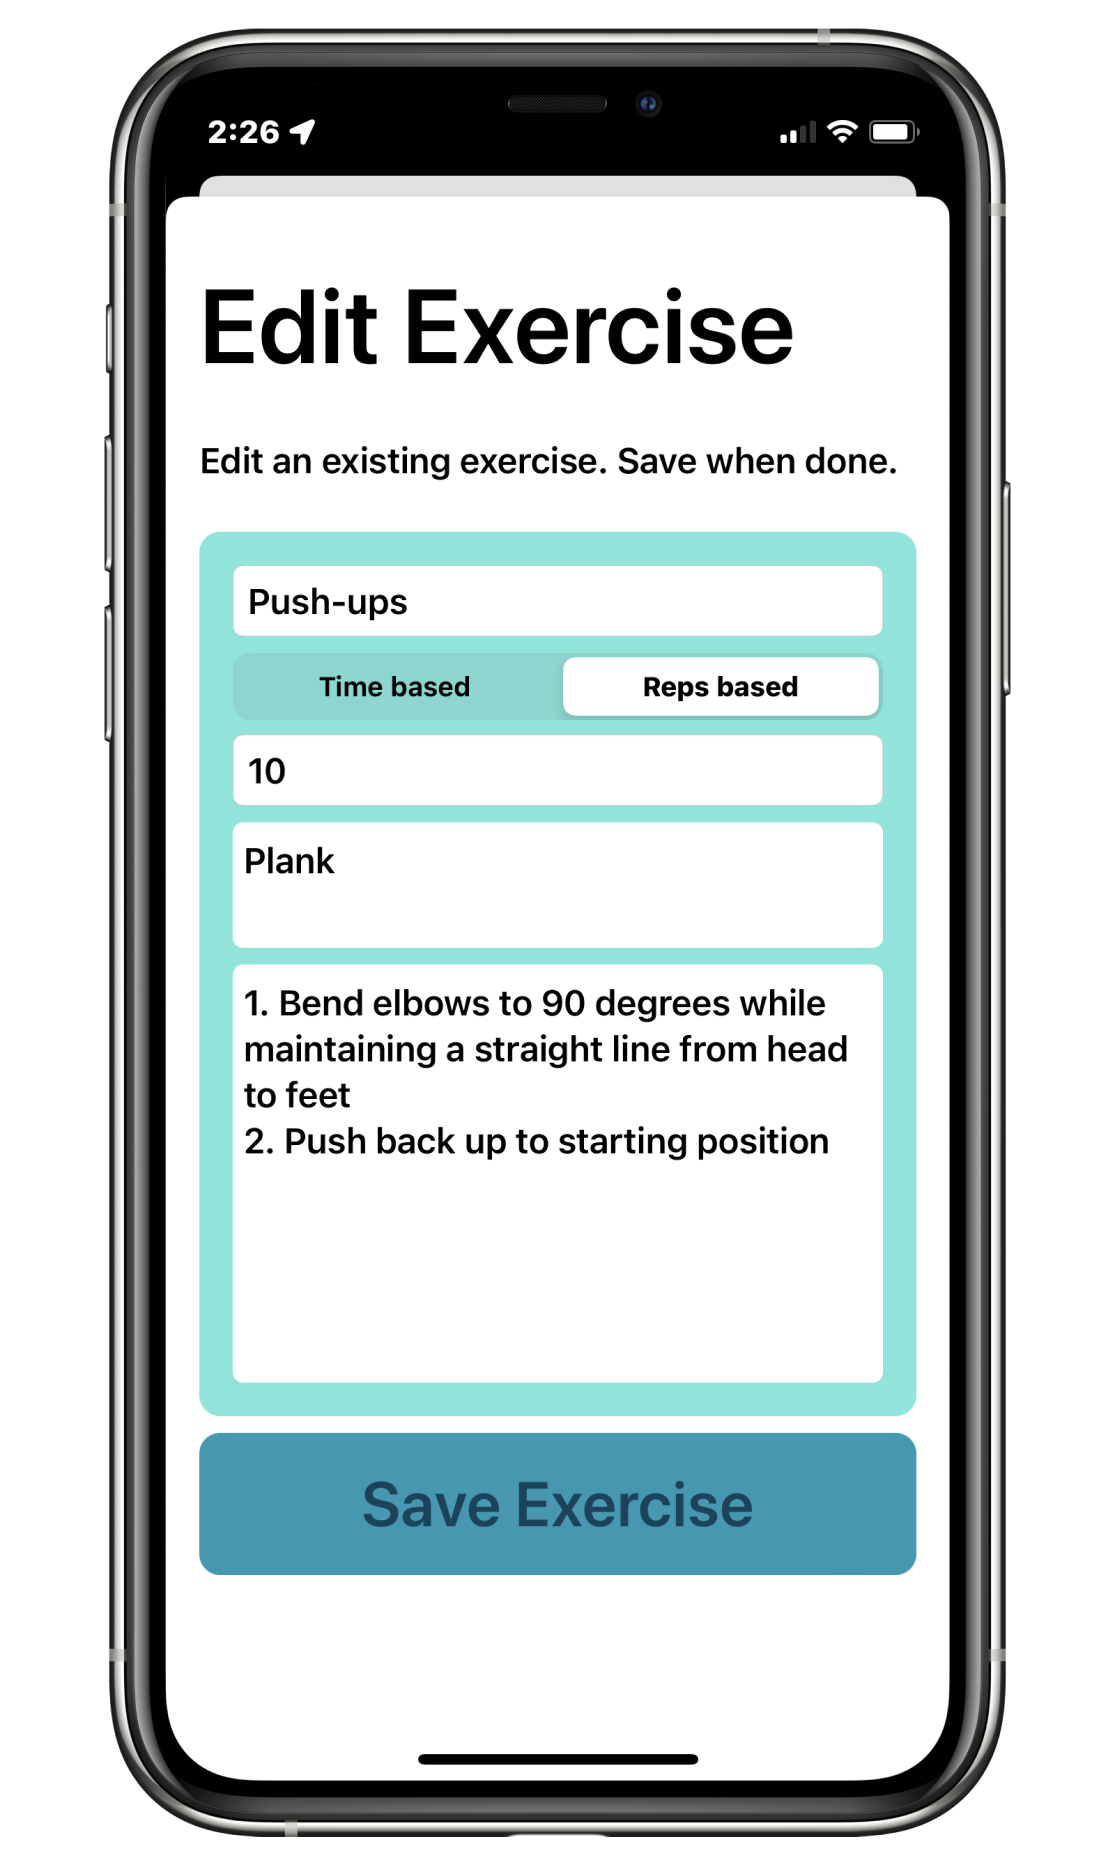 2:26
Edit Exercise
Edit an existing exercise. Save when done.
Push-ups
Time based Reps based
10
Plank
1. Bend elbows to 90 degrees while
maintaining a straight line from head
to feet
2. Push back up to starting position
Save Exercise